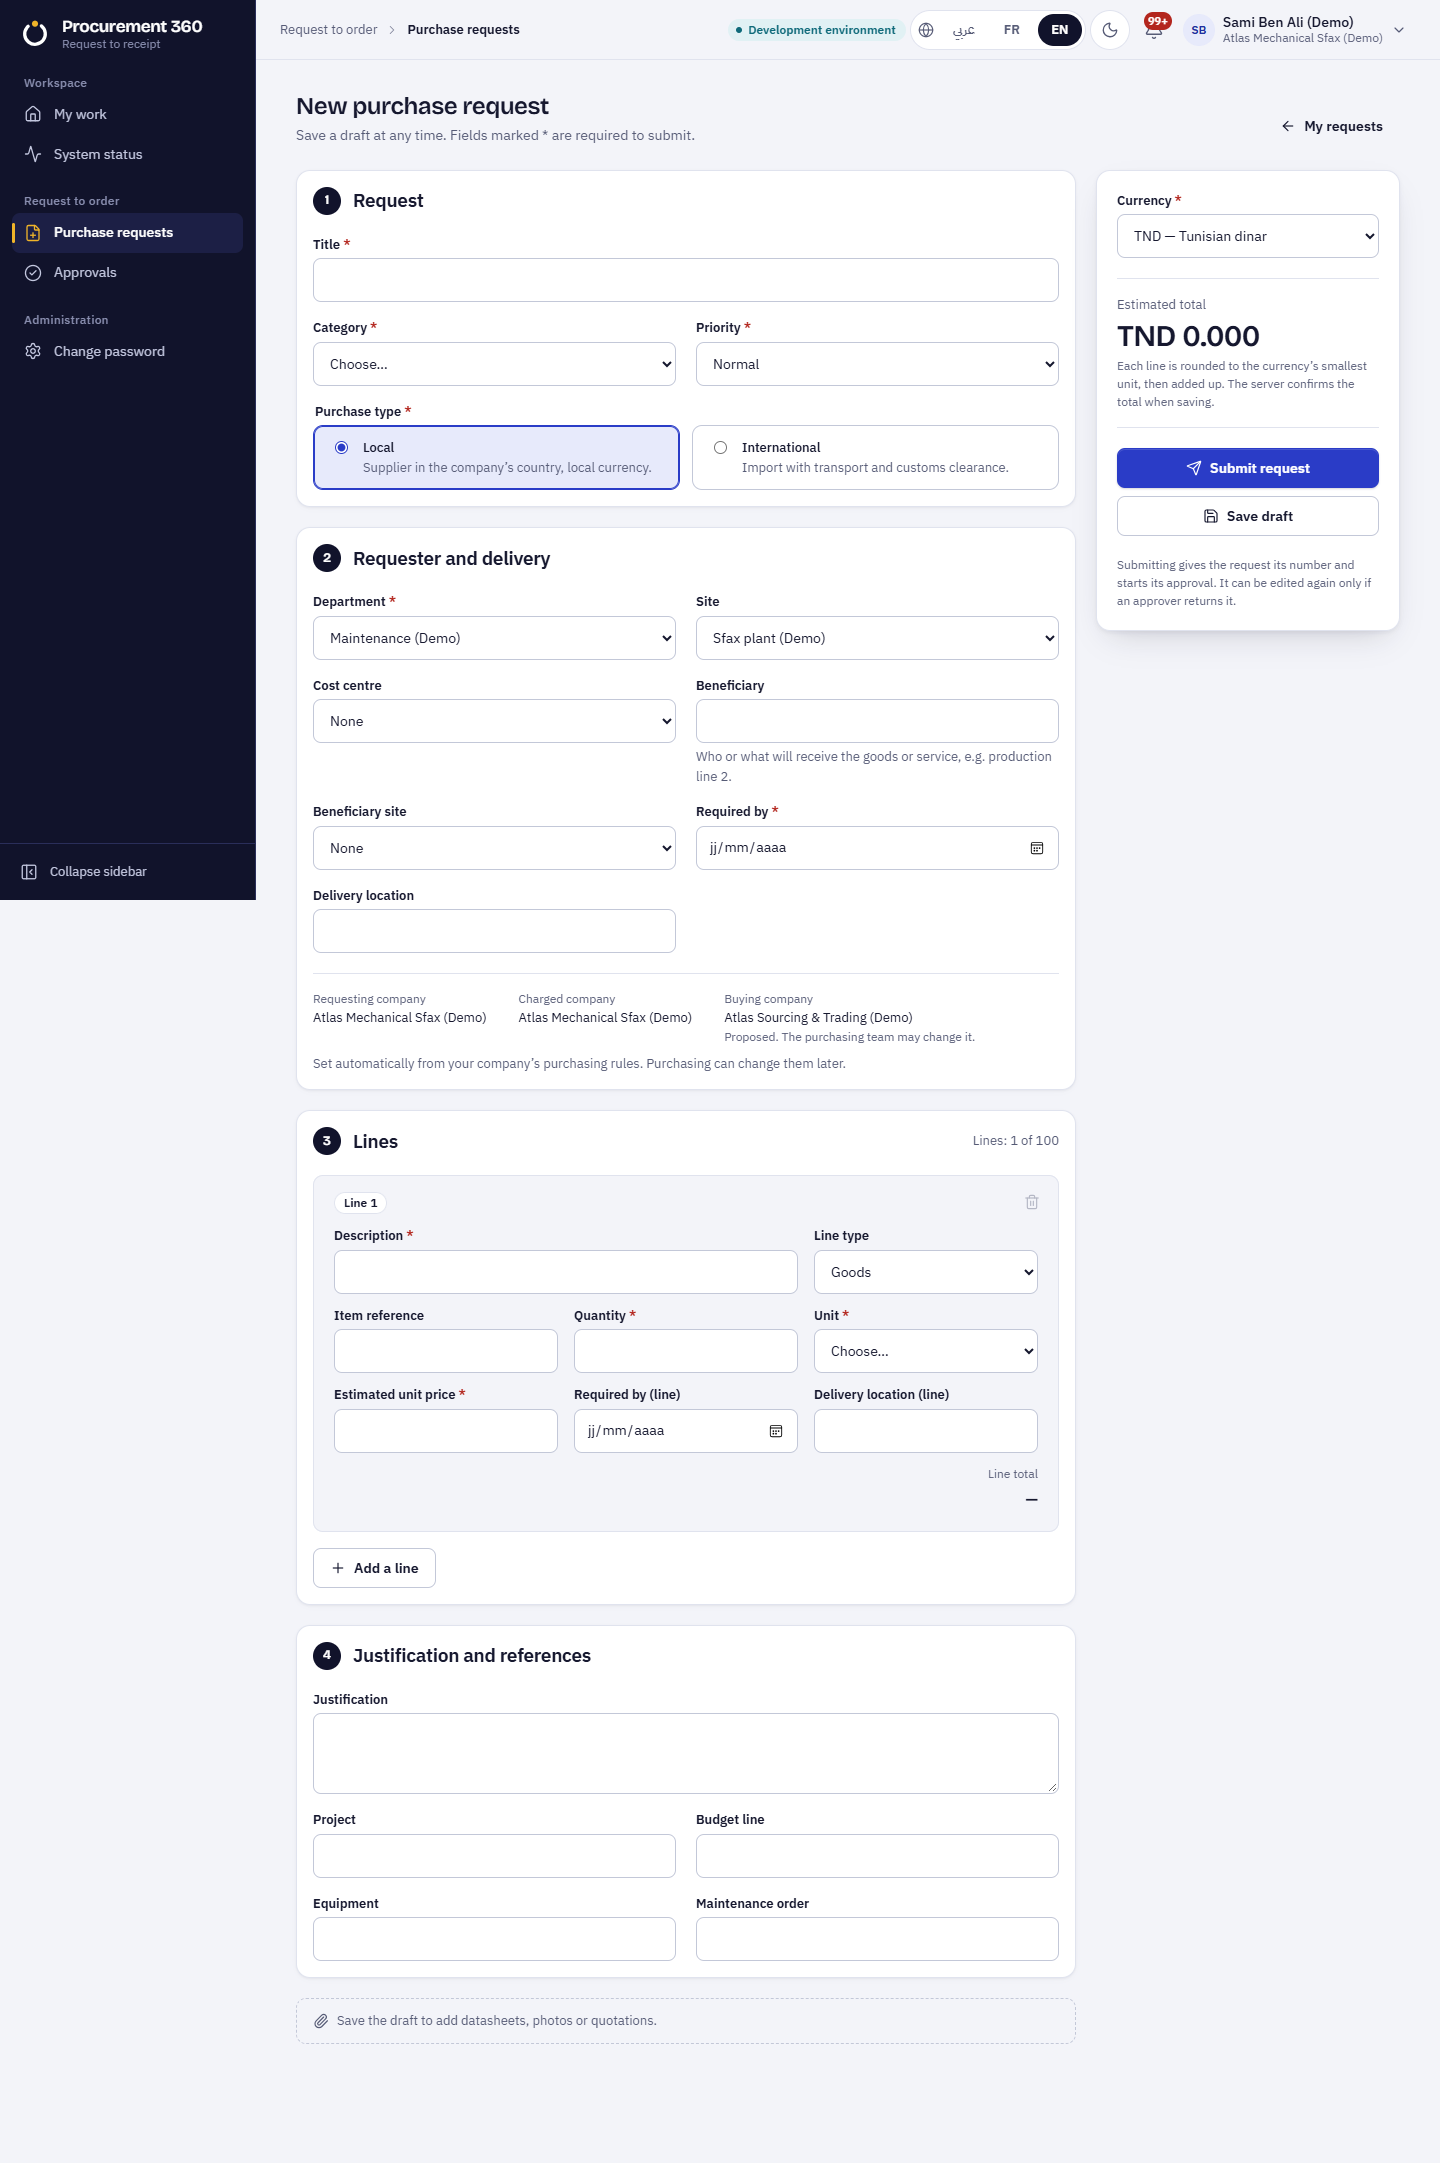 Procurement 360
Request to receipt
Workspace
My work
System status
Request to order
Purchase requests
Approvals
Administration
Change password
Collapse sidebar
Request to order > Purchase requests
Development environment
عربي
FR
EN
99+
SB
Sami Ben Ali (Demo)
Atlas Mechanical Sfax (Demo)
New purchase request
Save a draft at any time. Fields marked * are required to submit.
My requests
1 Request
Title *
Category * Priority *
Choose… Normal
Purchase type *
Local
Supplier in the company’s country, local currency.
International
Import with transport and customs clearance.
2 Requester and delivery
Department * Site
Maintenance (Demo) Sfax plant (Demo)
Cost centre Beneficiary
None
Who or what will receive the goods or service, e.g. production
line 2.
Beneficiary site Required by *
None jj/mm/aaaa
Delivery location
Requesting company
Atlas Mechanical Sfax (Demo)
Charged company
Atlas Mechanical Sfax (Demo)
Buying company
Atlas Sourcing & Trading (Demo)
Proposed. The purchasing team may change it.
Set automatically from your company’s purchasing rules. Purchasing can change them later.
3 Lines
Lines: 1 of 100
Line 1
Description * Line type
Goods
Item reference Quantity * Unit *
Choose…
Estimated unit price * Required by (line) Delivery location (line)
jj/mm/aaaa
Line total
—
+ Add a line
4 Justification and references
Justification
Project Budget line
Equipment Maintenance order
Save the draft to add datasheets, photos or quotations.
Currency *
TND — Tunisian dinar
Estimated total
TND 0.000
Each line is rounded to the currency’s smallest
unit, then added up. The server confirms the
total when saving.
Submit request
Save draft
Submitting gives the request its number and
starts its approval. It can be edited again only if
an approver returns it.